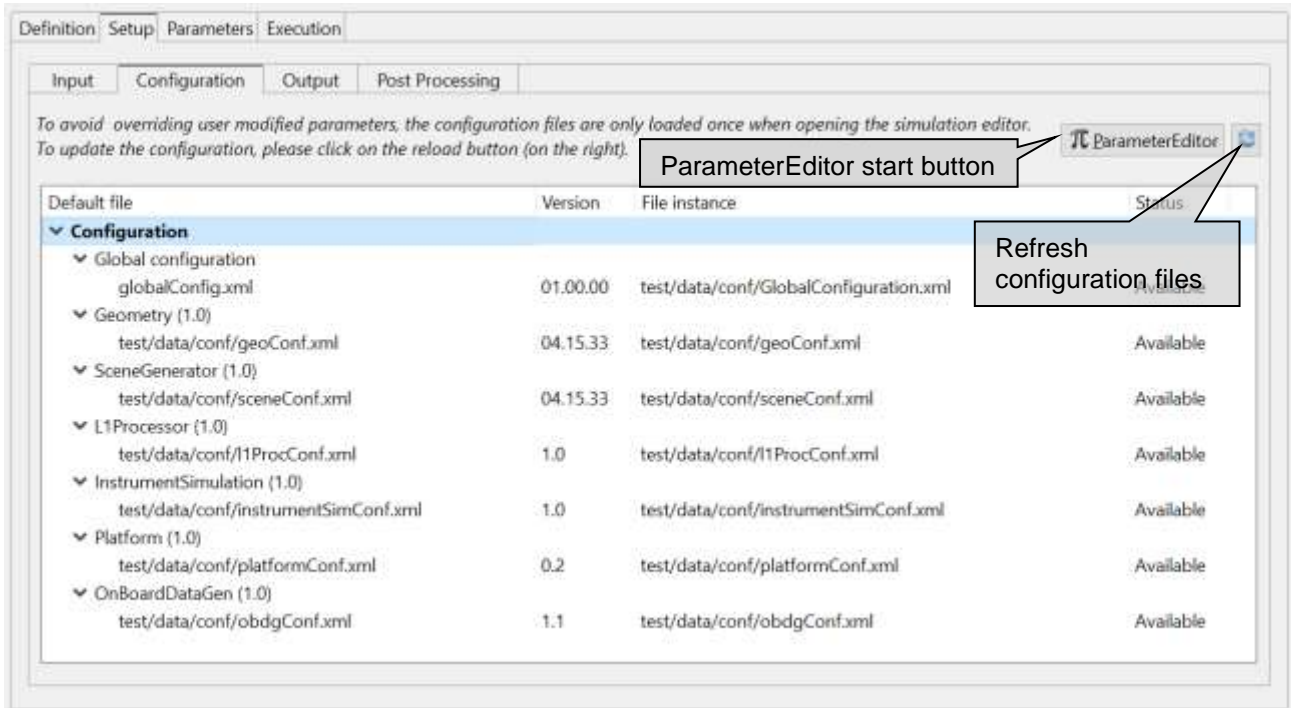 Definition Setup Parameters Execution
Input Configuration Output Post Processing
To avoid overriding user modified parameters, the configuration files are only loaded once when opening the simulation editor.
To update the configuration, please click on the reload button (on the right).
ParameterEditor start button
π ParameterEditor
Default file Version File instance Status
Refresh
configuration files
Configuration
Global configuration
globalConfig.xml 01.00.00 test/data/conf/GlobalConfiguration.xml Available
Geometry (1.0)
test/data/conf/geoConf.xml 04.15.33 test/data/conf/geoConf.xml Available
SceneGenerator (1.0)
test/data/conf/sceneConf.xml 04.15.33 test/data/conf/sceneConf.xml Available
L1Processor (1.0)
test/data/conf/l1ProcConf.xml 1.0 test/data/conf/l1ProcConf.xml Available
InstrumentSimulation (1.0)
test/data/conf/instrumentSimConf.xml 1.0 test/data/conf/instrumentSimConf.xml Available
Platform (1.0)
test/data/conf/platformConf.xml 0.2 test/data/conf/platformConf.xml Available
OnBoardDataGen (1.0)
test/data/conf/obdgConf.xml 1.1 test/data/conf/obdgConf.xml Available